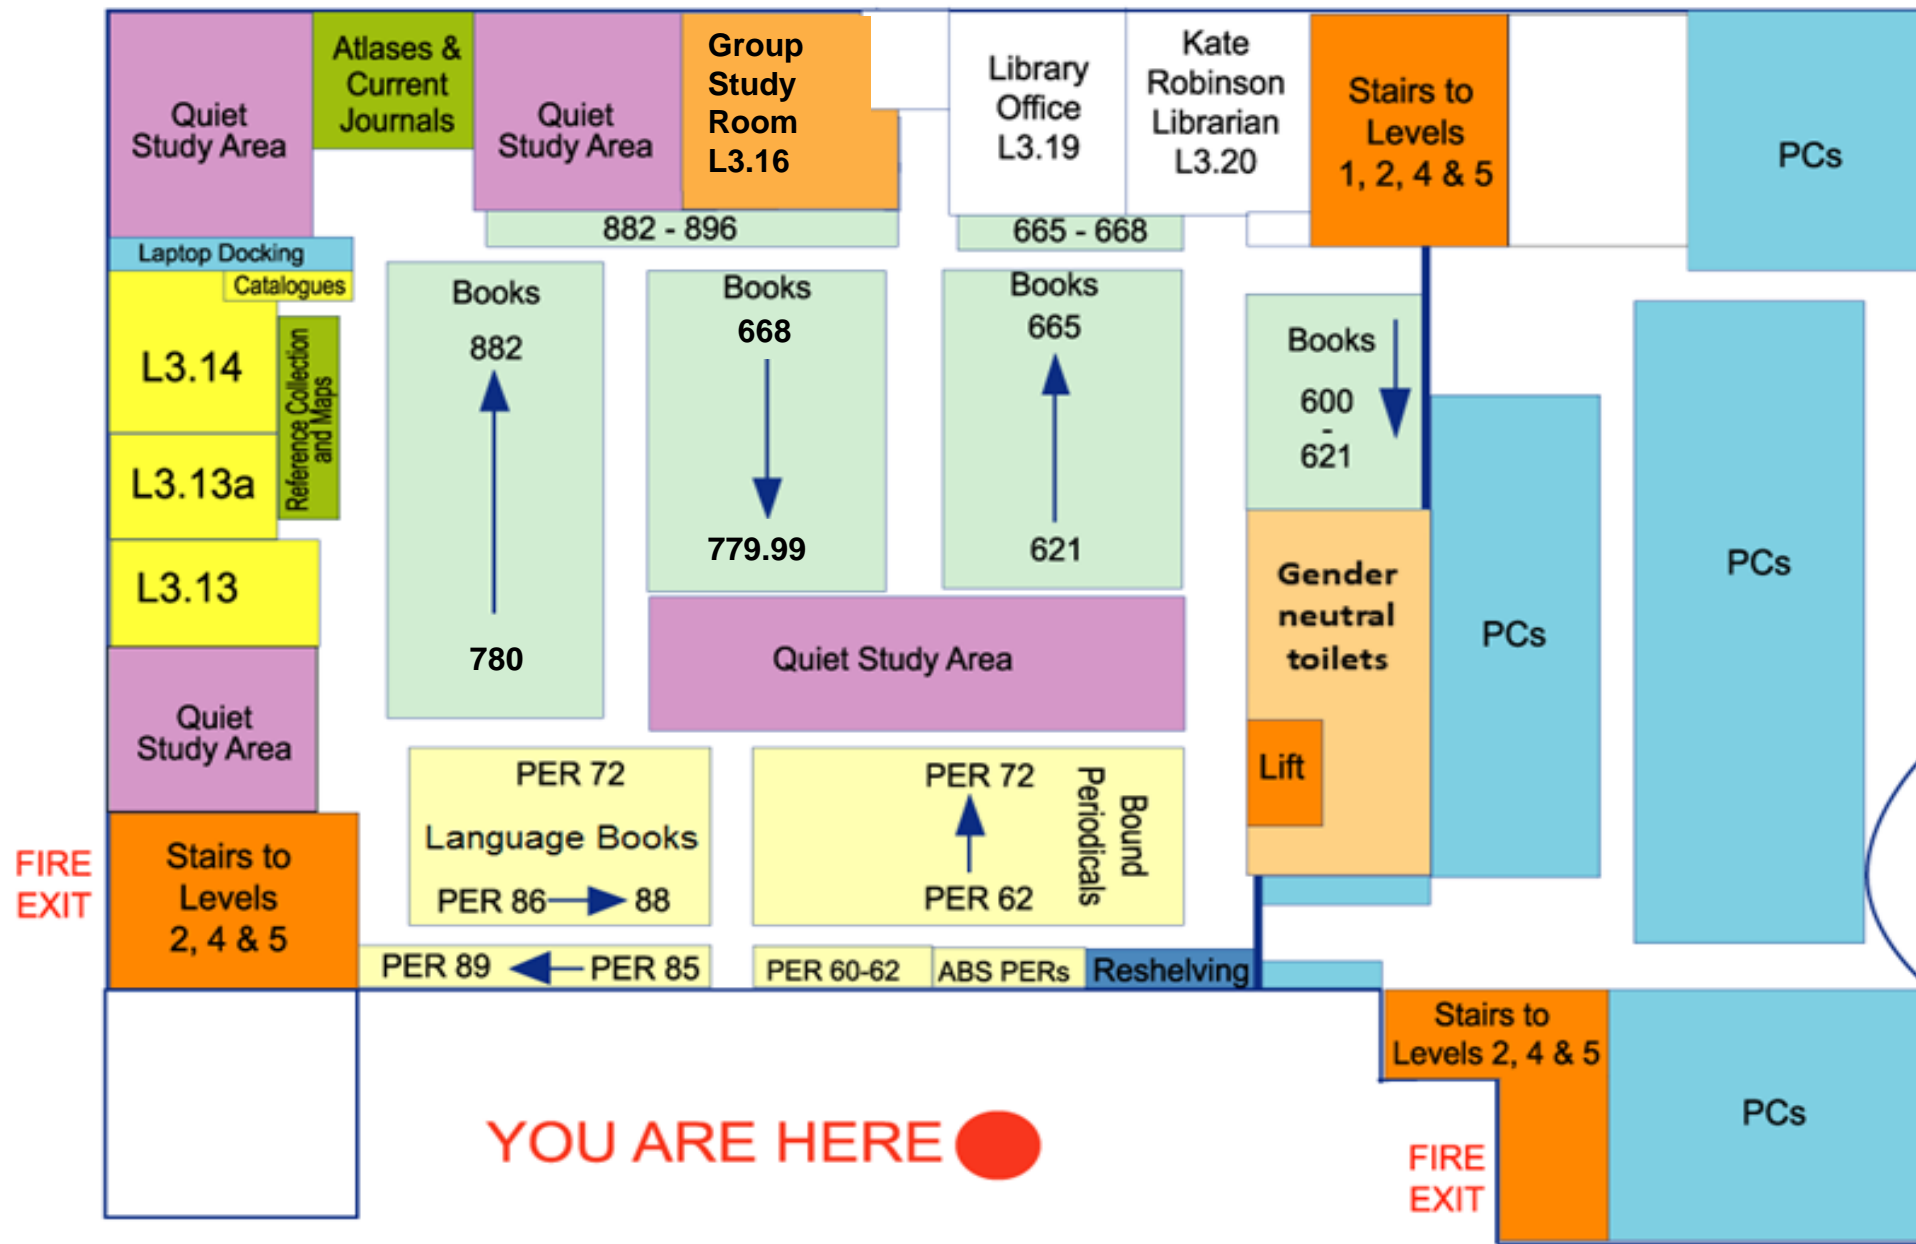 Quiet
Study Area
Atlases &
Current
Journals
Quiet
Study Area
Group
Study
Room
L3.16
Library
Office
L3.19
Kate
Robinson
Librarian
L3.20
Stairs to
Levels
1, 2, 4 & 5
PCs
882 - 896
665 - 668
Laptop Docking
Catalogues
L3.14
Reference Collection
and Maps
L3.13a
L3.13
Quiet
Study Area
Books
882
780
Books
668
779.99
Books
665
621
Books
600
-
621
Gender
neutral
toilets
Lift
PCs
PCs
Quiet Study Area
PER 72
Language Books
PER 86
88
PER 72
PER 62
Bound
Periodicals
FIRE
EXIT
Stairs to
Levels
2, 4 & 5
PER 89
PER 85
PER 60-62
ABS PERs
Reshelving
Stairs to
Levels 2, 4 & 5
PCs
YOU ARE HERE
FIRE
EXIT